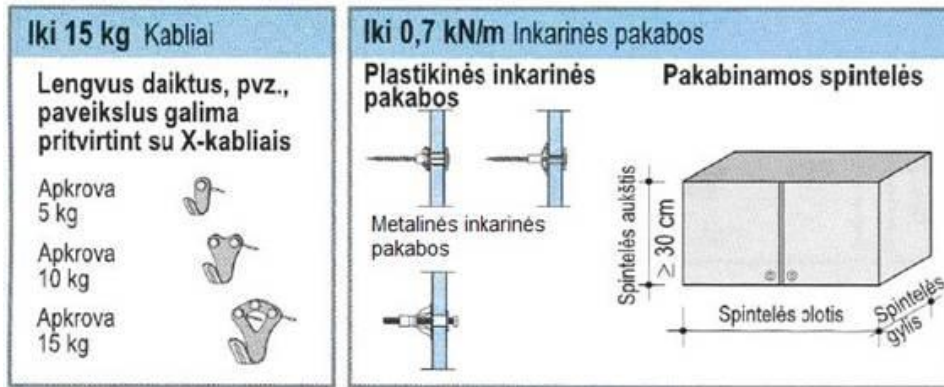 Iki 15 kg Kabliai
Lengvus daiktus, pvz.,
paveikslus galima
pritvirtint su X-kabliais
Apkrova
5 kg
Apkrova
10 kg
Apkrova
15 kg
Iki 0,7 kN/m Inkarinės pakabos
Plastikinės inkarinės
pakabos
Metalinės inkarinės
pakabos
Pakabinamos spintelės
Spintelės aukštis
≥ 30 cm
Spintelės plotis
Spintelės
gylis